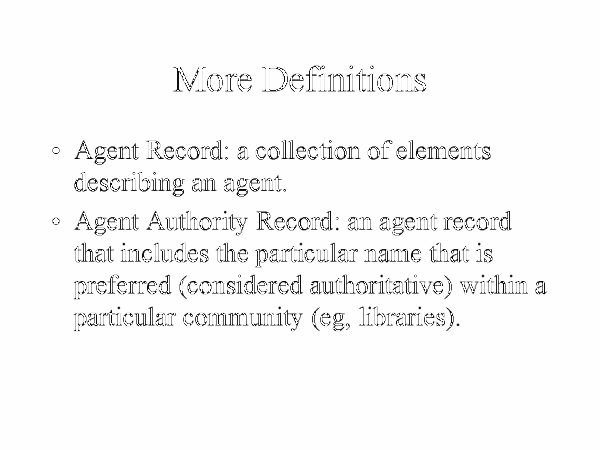 More Definitions
◦ Agent Record: a collection of elements
describing an agent.
◦ Agent Authority Record: an agent record
that includes the particular name that is
preferred (considered authoritative) within a
particular community (eg, libraries).